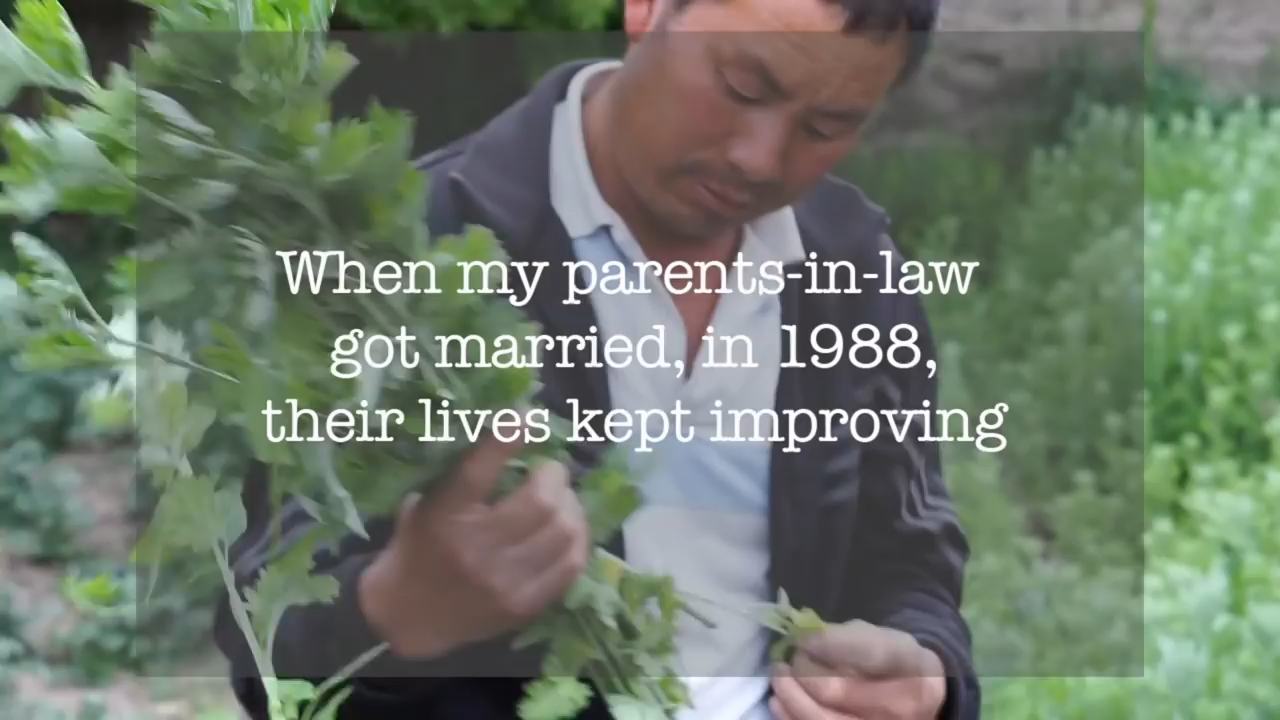 When my parents-in-law
got married, in 1988,
their lives kept improving